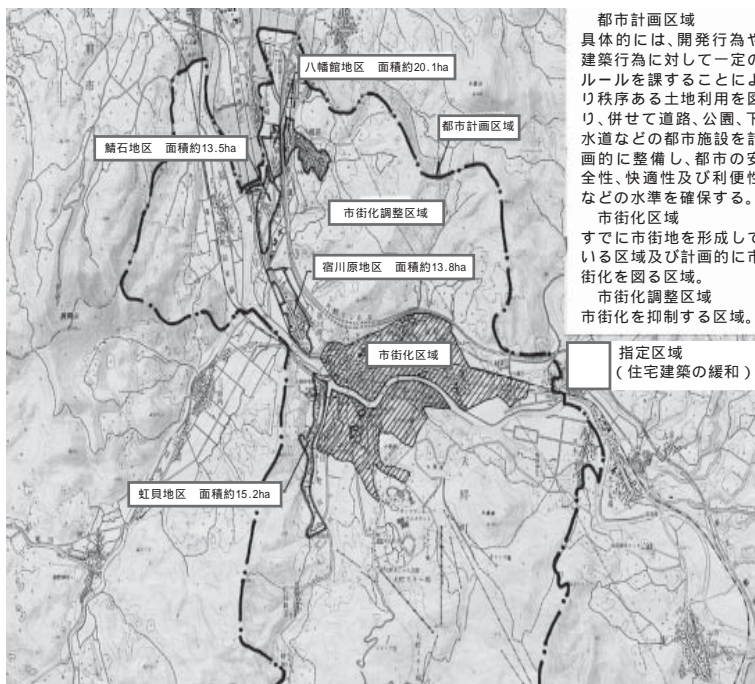 都市計画区域
具体的には、開発行為や
建築行為に対して一定の
ルールを課することによ
り秩序ある土地利用を図
り、併せて道路、公園、下
水道などの都市施設を計
画的に整備し、都市の安
全性、快適性及び利便性
などの水準を確保する。
市街化区域
すでに市街地を形成して
いる区域及び計画的に市
街化を図る区域。
市街化調整区域
市街化を抑制する区域。
八幡館地区 面積約20.1ha
都市計画区域
鯖石地区 面積約13.5ha
市街化調整区域
宿川原地区 面積約13.8ha
市街化区域
指定区域
（住宅建築の緩和）
虹貝地区 面積約15.2ha
大鰐町